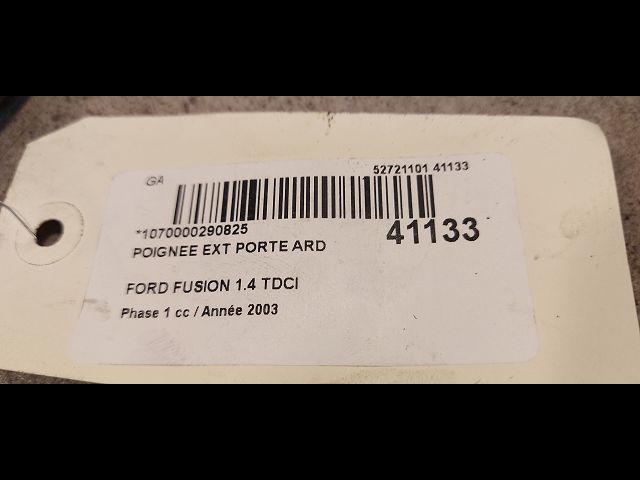 GA
52721101 41133
*1070000290825
41133
POIGNEE EXT PORTE ARD
FORD FUSION 1.4 TDCI
Phase 1 cc / Année 2003